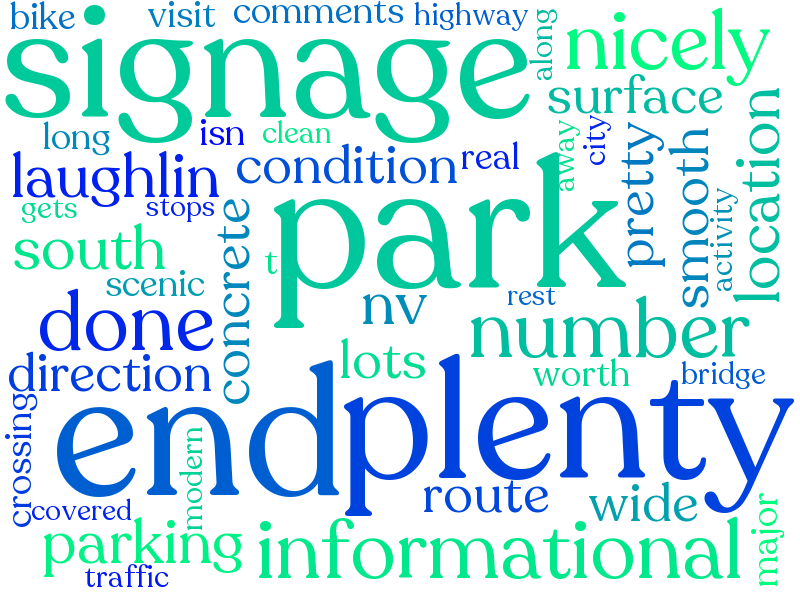 bike
visit
comments
highway
along
nicely
signage
surface
long
isn
clean
real
away
city
laughlin
condition
pretty
smooth
location
gets
stops
concrete
park
activity
south
t
scenic
nv
rest
done
number
lots
direction
worth
bridge
end
plenty
crossing
modern
route
wide
covered
parking
informational
major
traffic